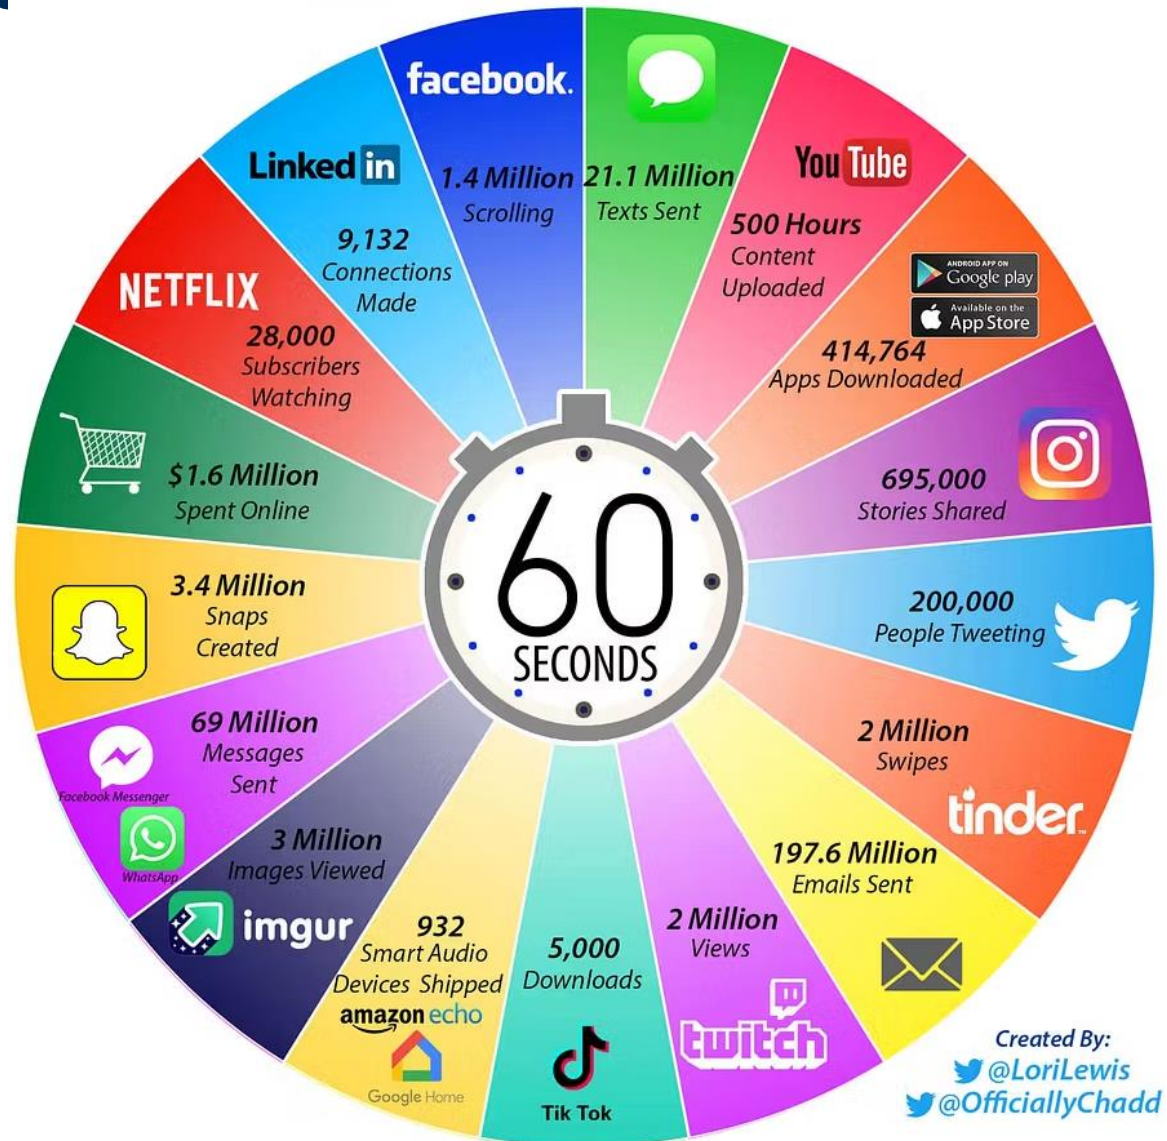 facebook.
1.4 Million
Scrolling
21.1 Million
Texts Sent
You Tube
500 Hours
Content
Uploaded
ANDROID APP ON
Google play
Available on the
App Store
414,764
Apps Downloaded
695,000
Stories Shared
200,000
People Tweeting
2 Million
Swipes
tinder
TM
197.6 Million
Emails Sent
2 Million
Views
twitch
5,000
Downloads
Tik Tok
932
Smart Audio
Devices Shipped
amazon echo
Google Home
3 Million
Images Viewed
imgur
69 Million
Messages
Sent
Facebook Messenger
WhatsApp
3.4 Million
Snaps
Created
$1.6 Million
Spent Online
NETFLIX
28,000
Subscribers
Watching
Linked in
9,132
Connections
Made
60
SECONDS
Created By:
@LoriLewis
@OfficiallyChadd